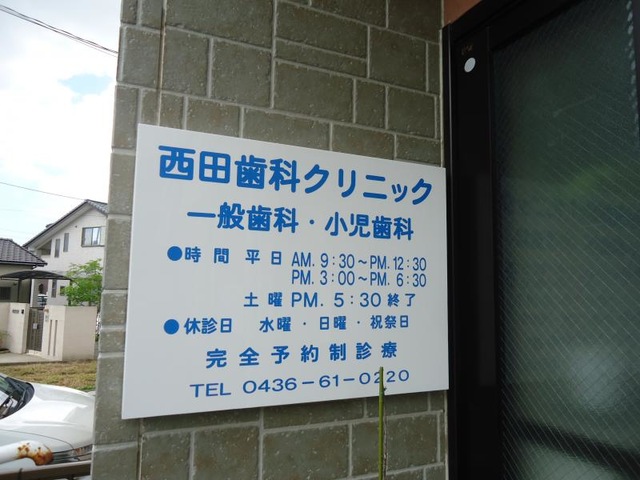 西田歯科クリニック
一般歯科・小児歯科
●時間 平日 AM. 9:30〜PM. 12:30
PM. 3:00〜PM. 6:30
土曜 PM. 5:30 終了
●休診日 水曜・日曜・祝祭日
完全予約制診療
TEL 0436-61-0220